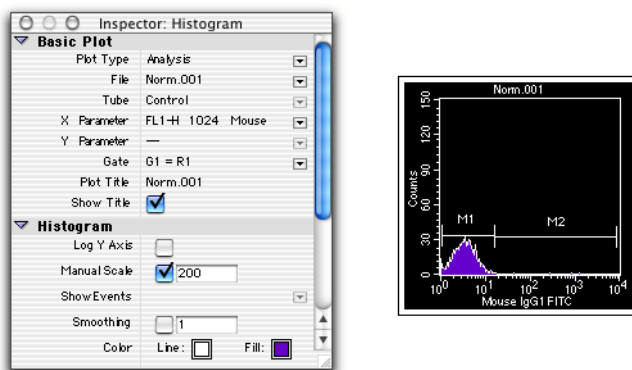 Inspector: Histogram
Basic Plot
Plot Type Analysis
File Norm.001
Tube Control
X Parameter FL1-H 1024 Mouse
Y Parameter —
Gate G1 = R1
Plot Title Norm.001
Show Title
Histogram
Log Y Axis
Manual Scale 200
Show Events
Smoothing 1
Color Line: Fill:
Norm.001
Counts
150
120
90
60
30
0
M1
M2
10⁰ 10¹ 10² 10³ 10⁴
Mouse IgG1 FITC